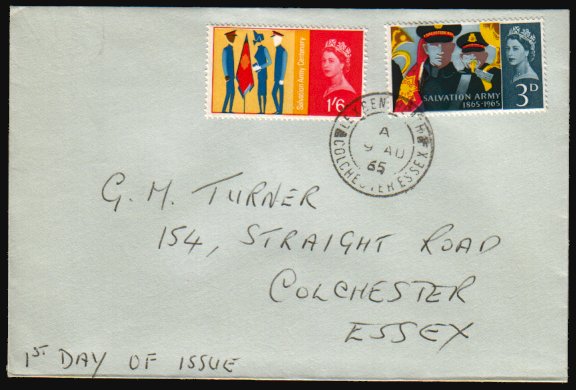 Salvation Army Centenary
1'6
SALVATION ARMY
1865-1965
3D
A
9 AU
65
COLCHESTER ESSEX
G. M. TURNER
154, STRAIGHT ROAD
COLCHESTER
ESSEX
1ST DAY OF ISSUE